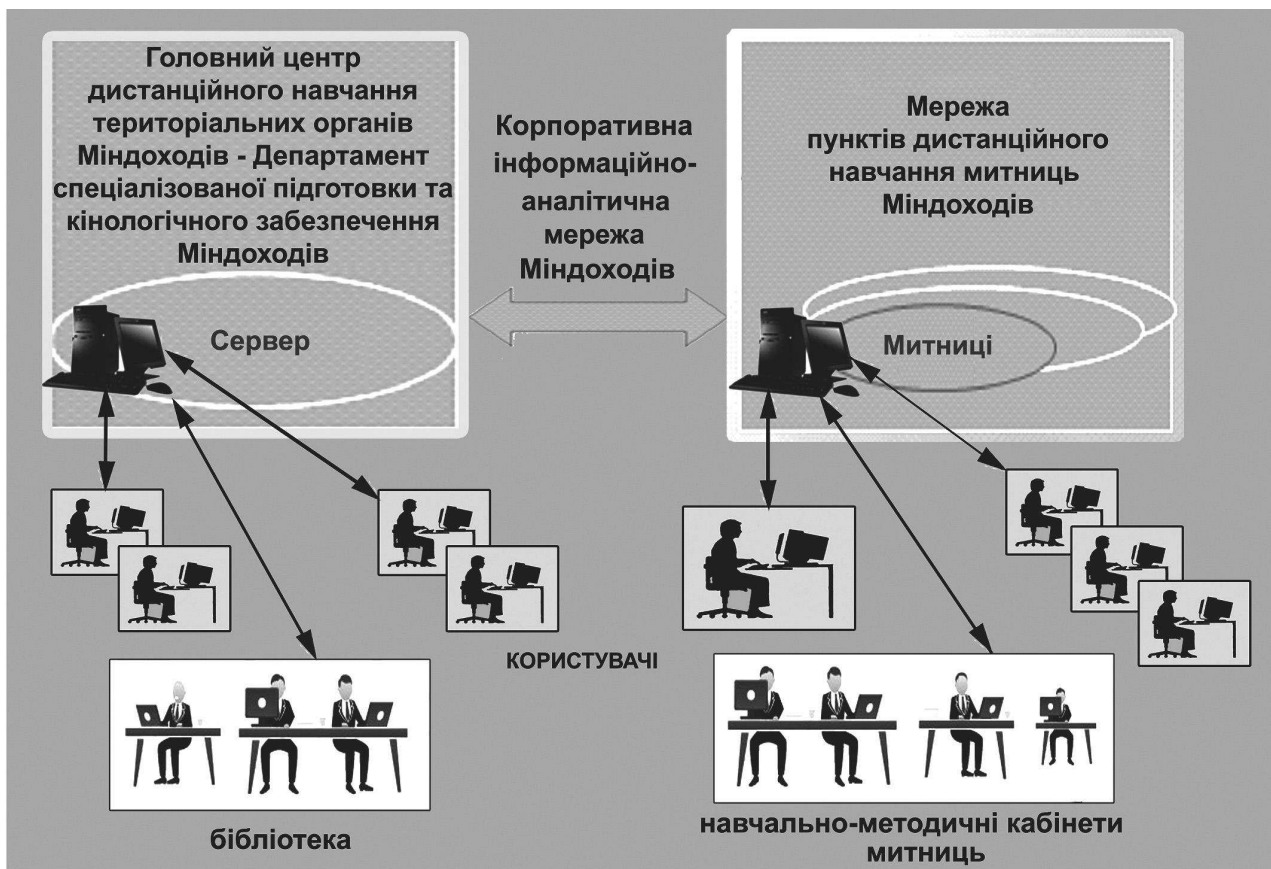 Головний центр
дистанційного навчання
територіальних органів
Міндоходів - Департамент
спеціалізованої підготовки та
кінологічного забезпечення
Міндоходів
Сервер
Корпоративна
інформаційно-
аналітична
мережа
Міндоходів
Мережа
пунктів дистанційного
навчання митниць
Міндоходів
Митниці
КОРИСТУВАЧІ
бібліотека
навчально-методичні кабінети
митниць